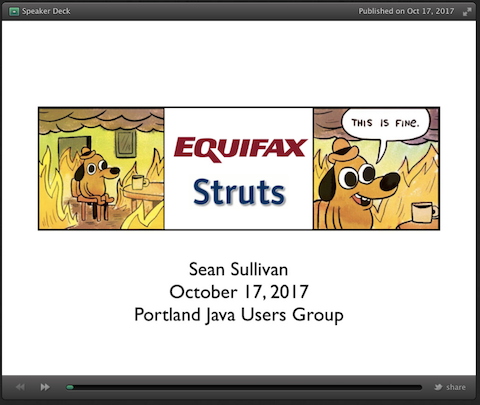 Speaker Deck
Published on Oct 17, 2017
THIS IS FINE.
EQUIFAX
Struts
Sean Sullivan
October 17, 2017
Portland Java Users Group
share